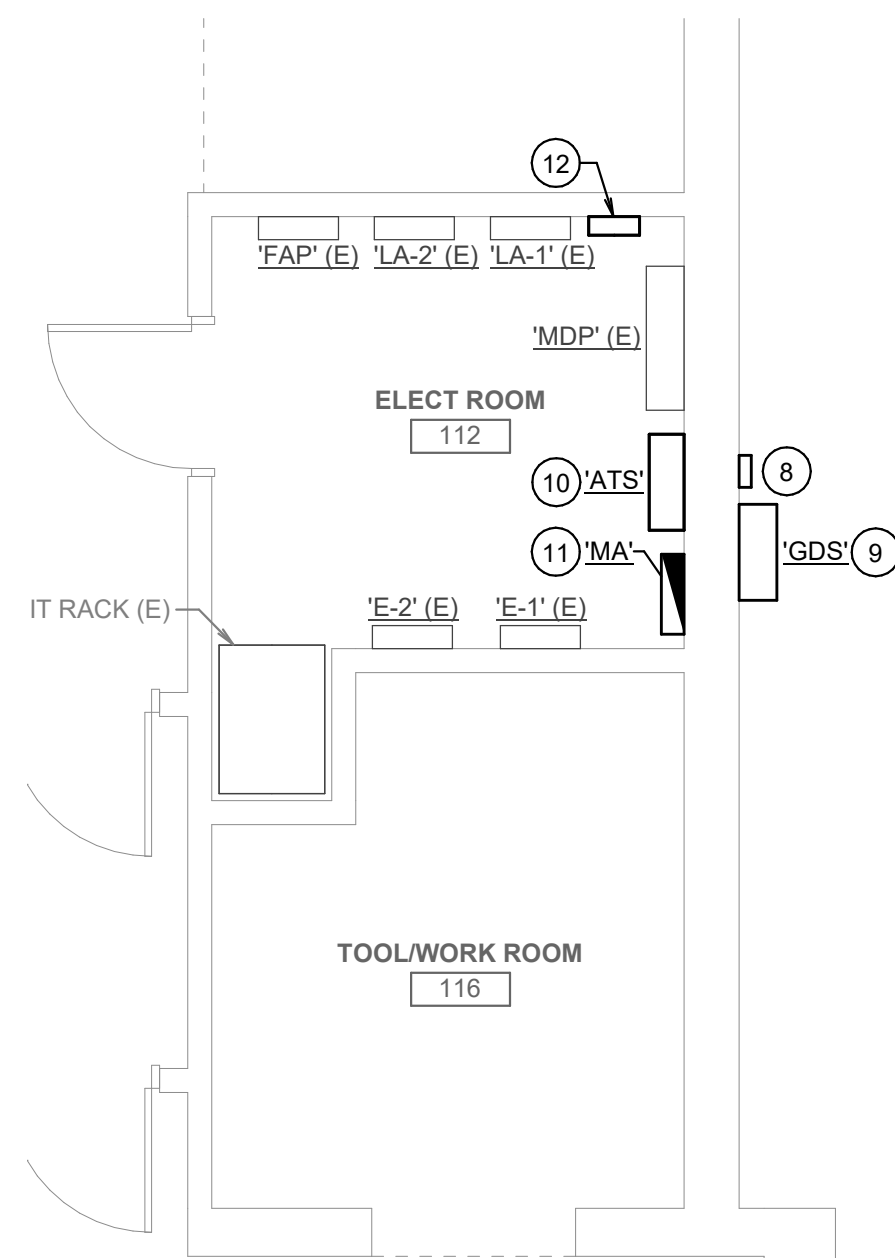 12
'FAP' (E) 'LA-2' (E) 'LA-1' (E)
'MDP' (E)
ELECT ROOM
112
10 'ATS'
8
11 'MA'
'GDS' 9
IT RACK (E)
'E-2' (E) 'E-1' (E)
TOOL/WORK ROOM
116